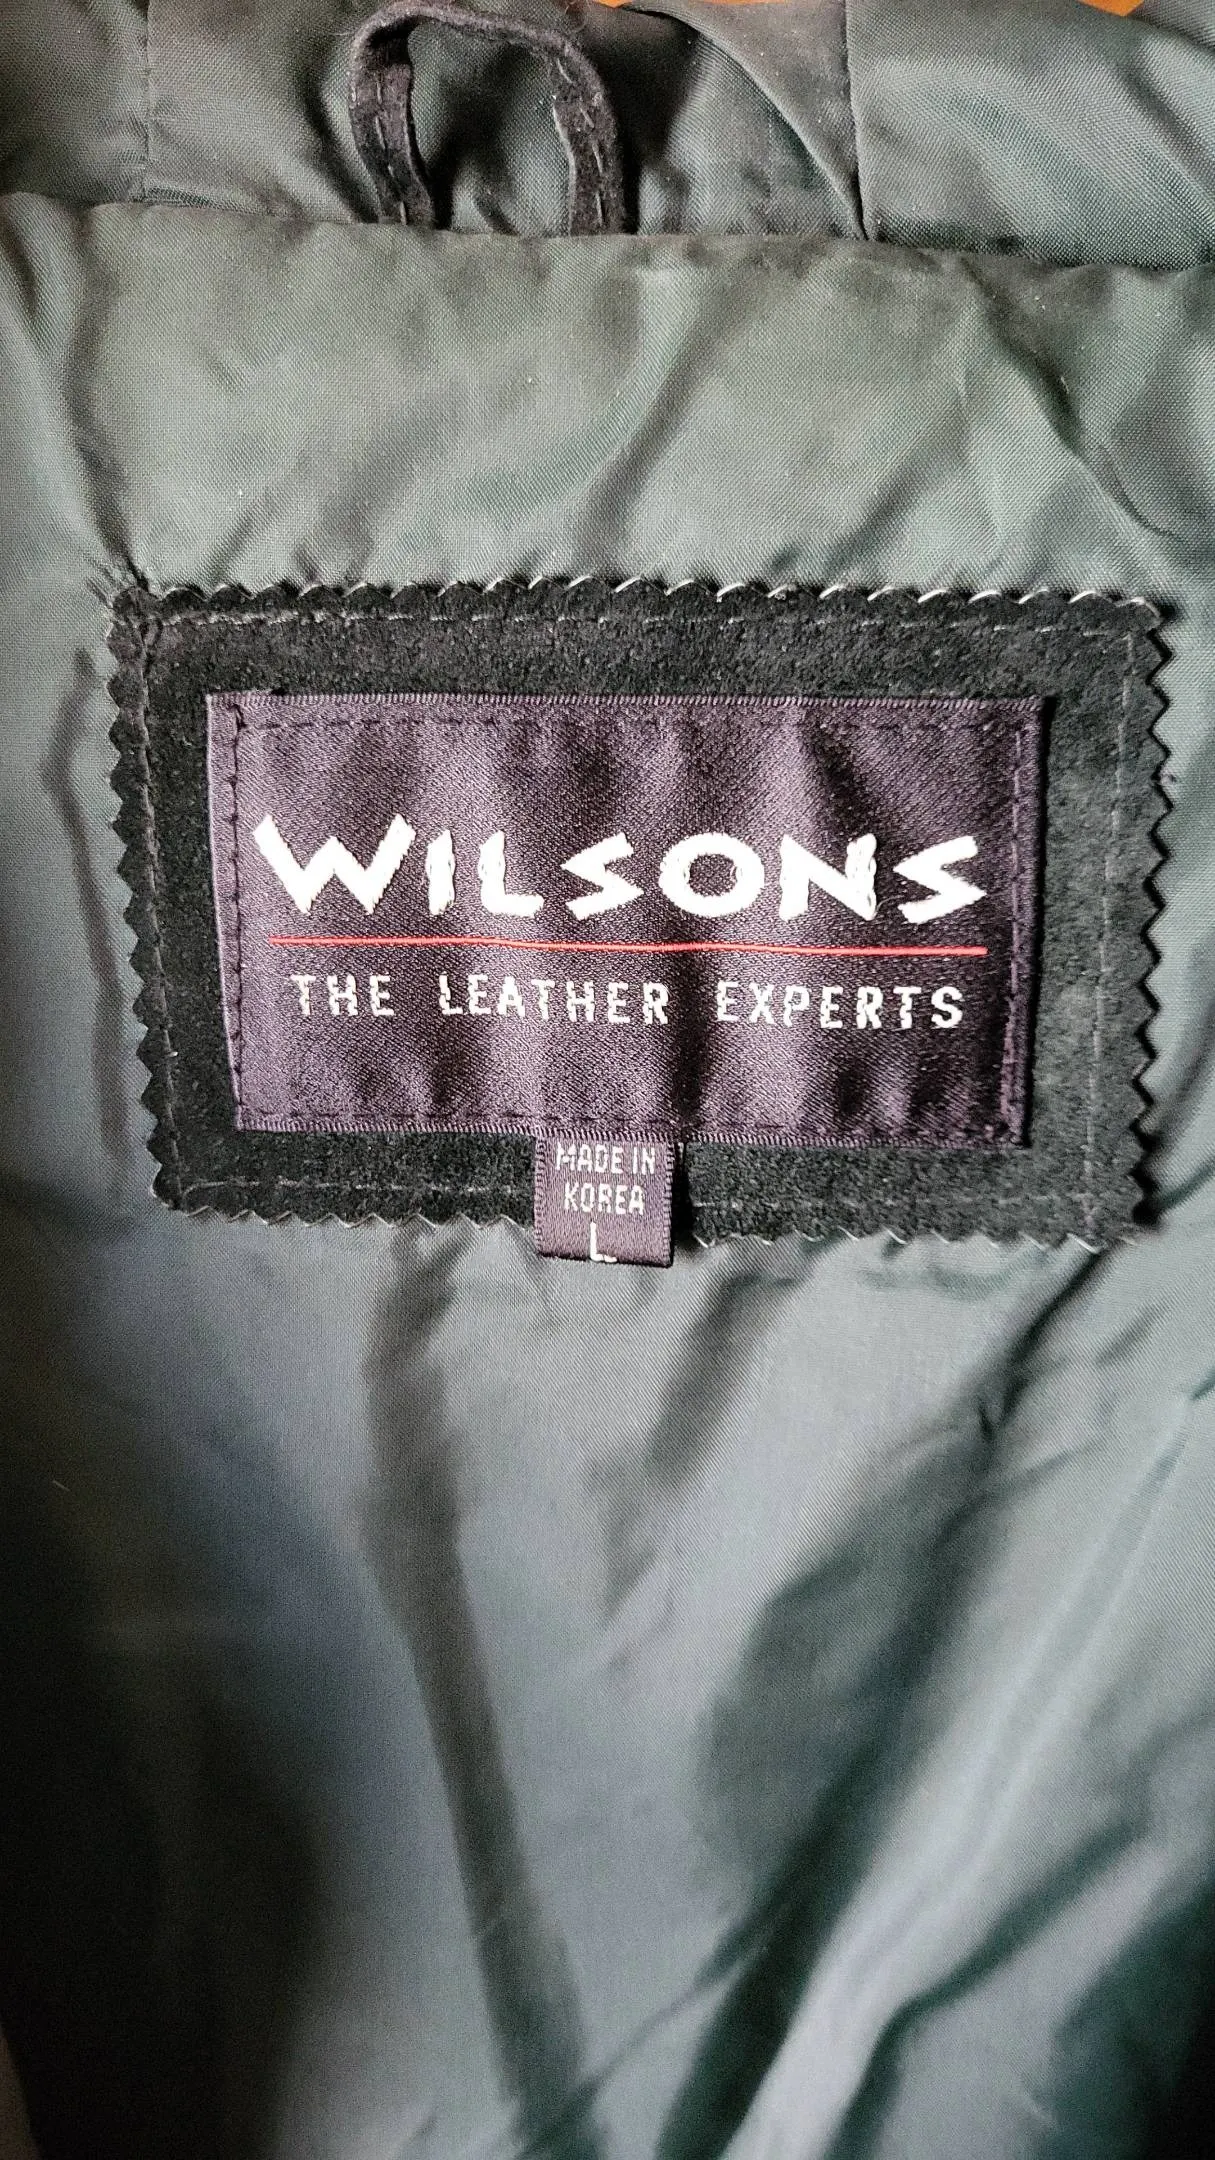 WILSONS
THE LEATHER EXPERTS
MADE IN
KOREA
L